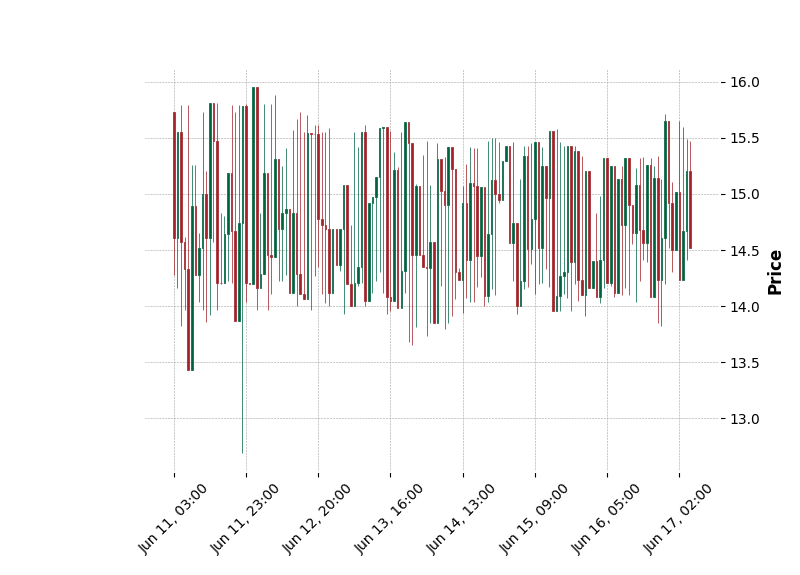 16.0
15.5
15.0
14.5
14.0
13.5
13.0
Price
Jun 11, 03:00
Jun 11, 23:00
Jun 12, 20:00
Jun 13, 16:00
Jun 14, 13:00
Jun 15, 09:00
Jun 16, 05:00
Jun 17, 02:00